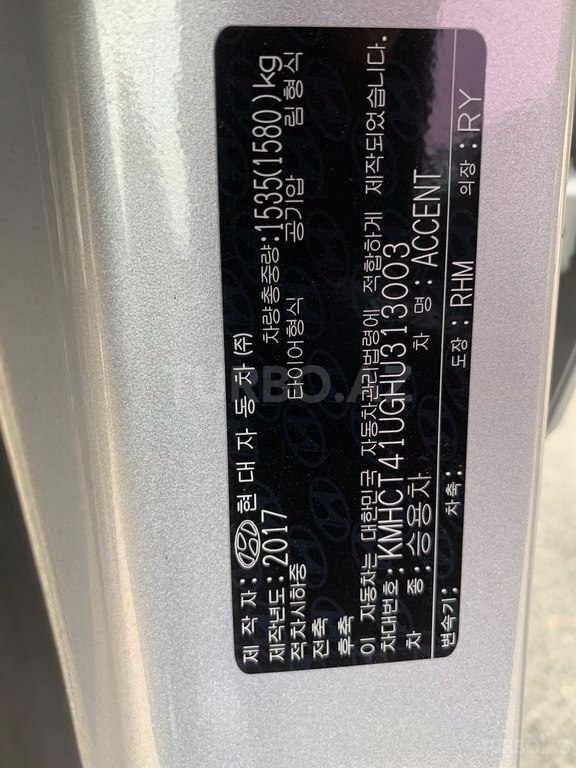 제 작 자 : 현 대 자 동 차 (주)
제작년도 : 2017 차량총중량 : 1535(1580)kg
적차시하중 타이어형식 공기압 림형식
전축
후축
이 자동차는 대한민국 자동차관리법령에 적합하게 제작되었습니다.
차대번호 : KMHCT41UGHU313003
차 종 : 승용차 차 명 : ACCENT
변속기 : 차축 : 도장 : RHM 의장 : RY
TURBO.AZ
TURBO.AZ